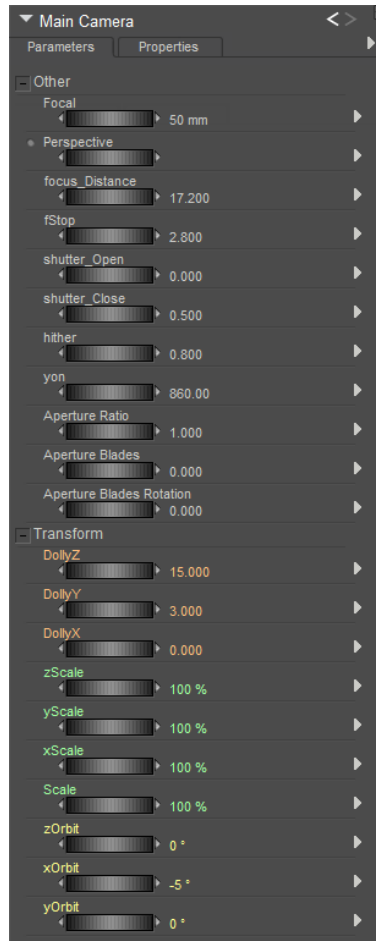 Main Camera
Parameters Properties
Other
Focal
50 mm
Perspective
focus_Distance
17.200
fStop
2.800
shutter_Open
0.000
shutter_Close
0.500
hither
0.800
yon
860.00
Aperture Ratio
1.000
Aperture Blades
0.000
Aperture Blades Rotation
0.000
Transform
DollyZ
15.000
DollyY
3.000
DollyX
0.000
zScale
100 %
yScale
100 %
xScale
100 %
Scale
100 %
zOrbit
0 °
xOrbit
-5 °
yOrbit
0 °